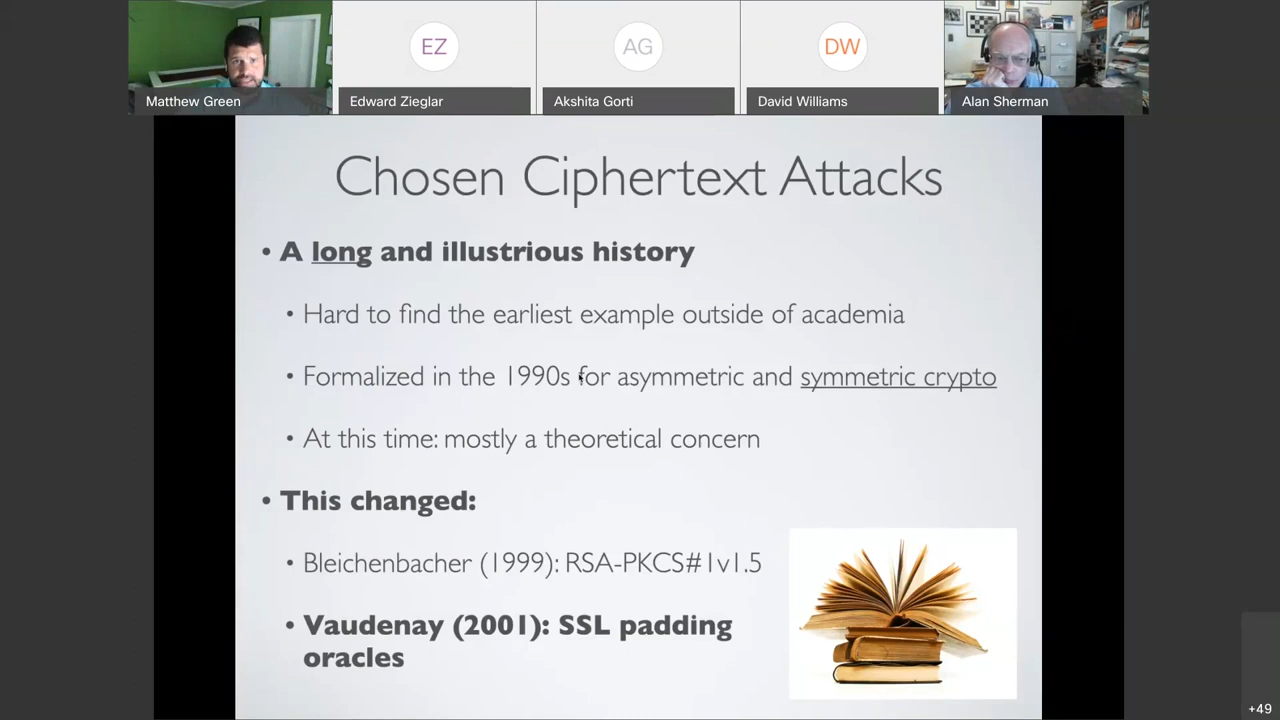 EZ
AG
DW
Matthew Green
Edward Zieglar
Akshita Gorti
David Williams
Alan Sherman
Chosen Ciphertext Attacks
• A long and illustrious history
• Hard to find the earliest example outside of academia
• Formalized in the 1990s for asymmetric and symmetric crypto
• At this time: mostly a theoretical concern
• This changed:
• Bleichenbacher (1999): RSA-PKCS#1v1.5
• Vaudenay (2001): SSL padding
oracles
+49